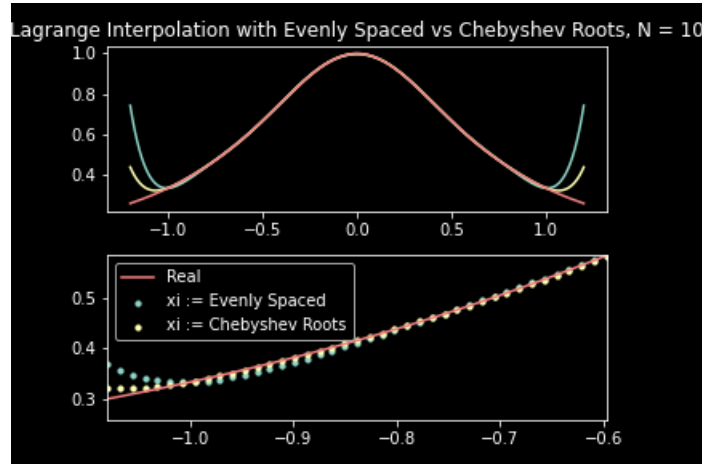 Lagrange Interpolation with Evenly Spaced vs Chebyshev Roots, N = 10
1.0
0.8
0.6
0.4
−1.0 −0.5 0.0 0.5 1.0
Real
xi := Evenly Spaced
xi := Chebyshev Roots
0.5
0.4
0.3
−1.0 −0.9 −0.8 −0.7 −0.6